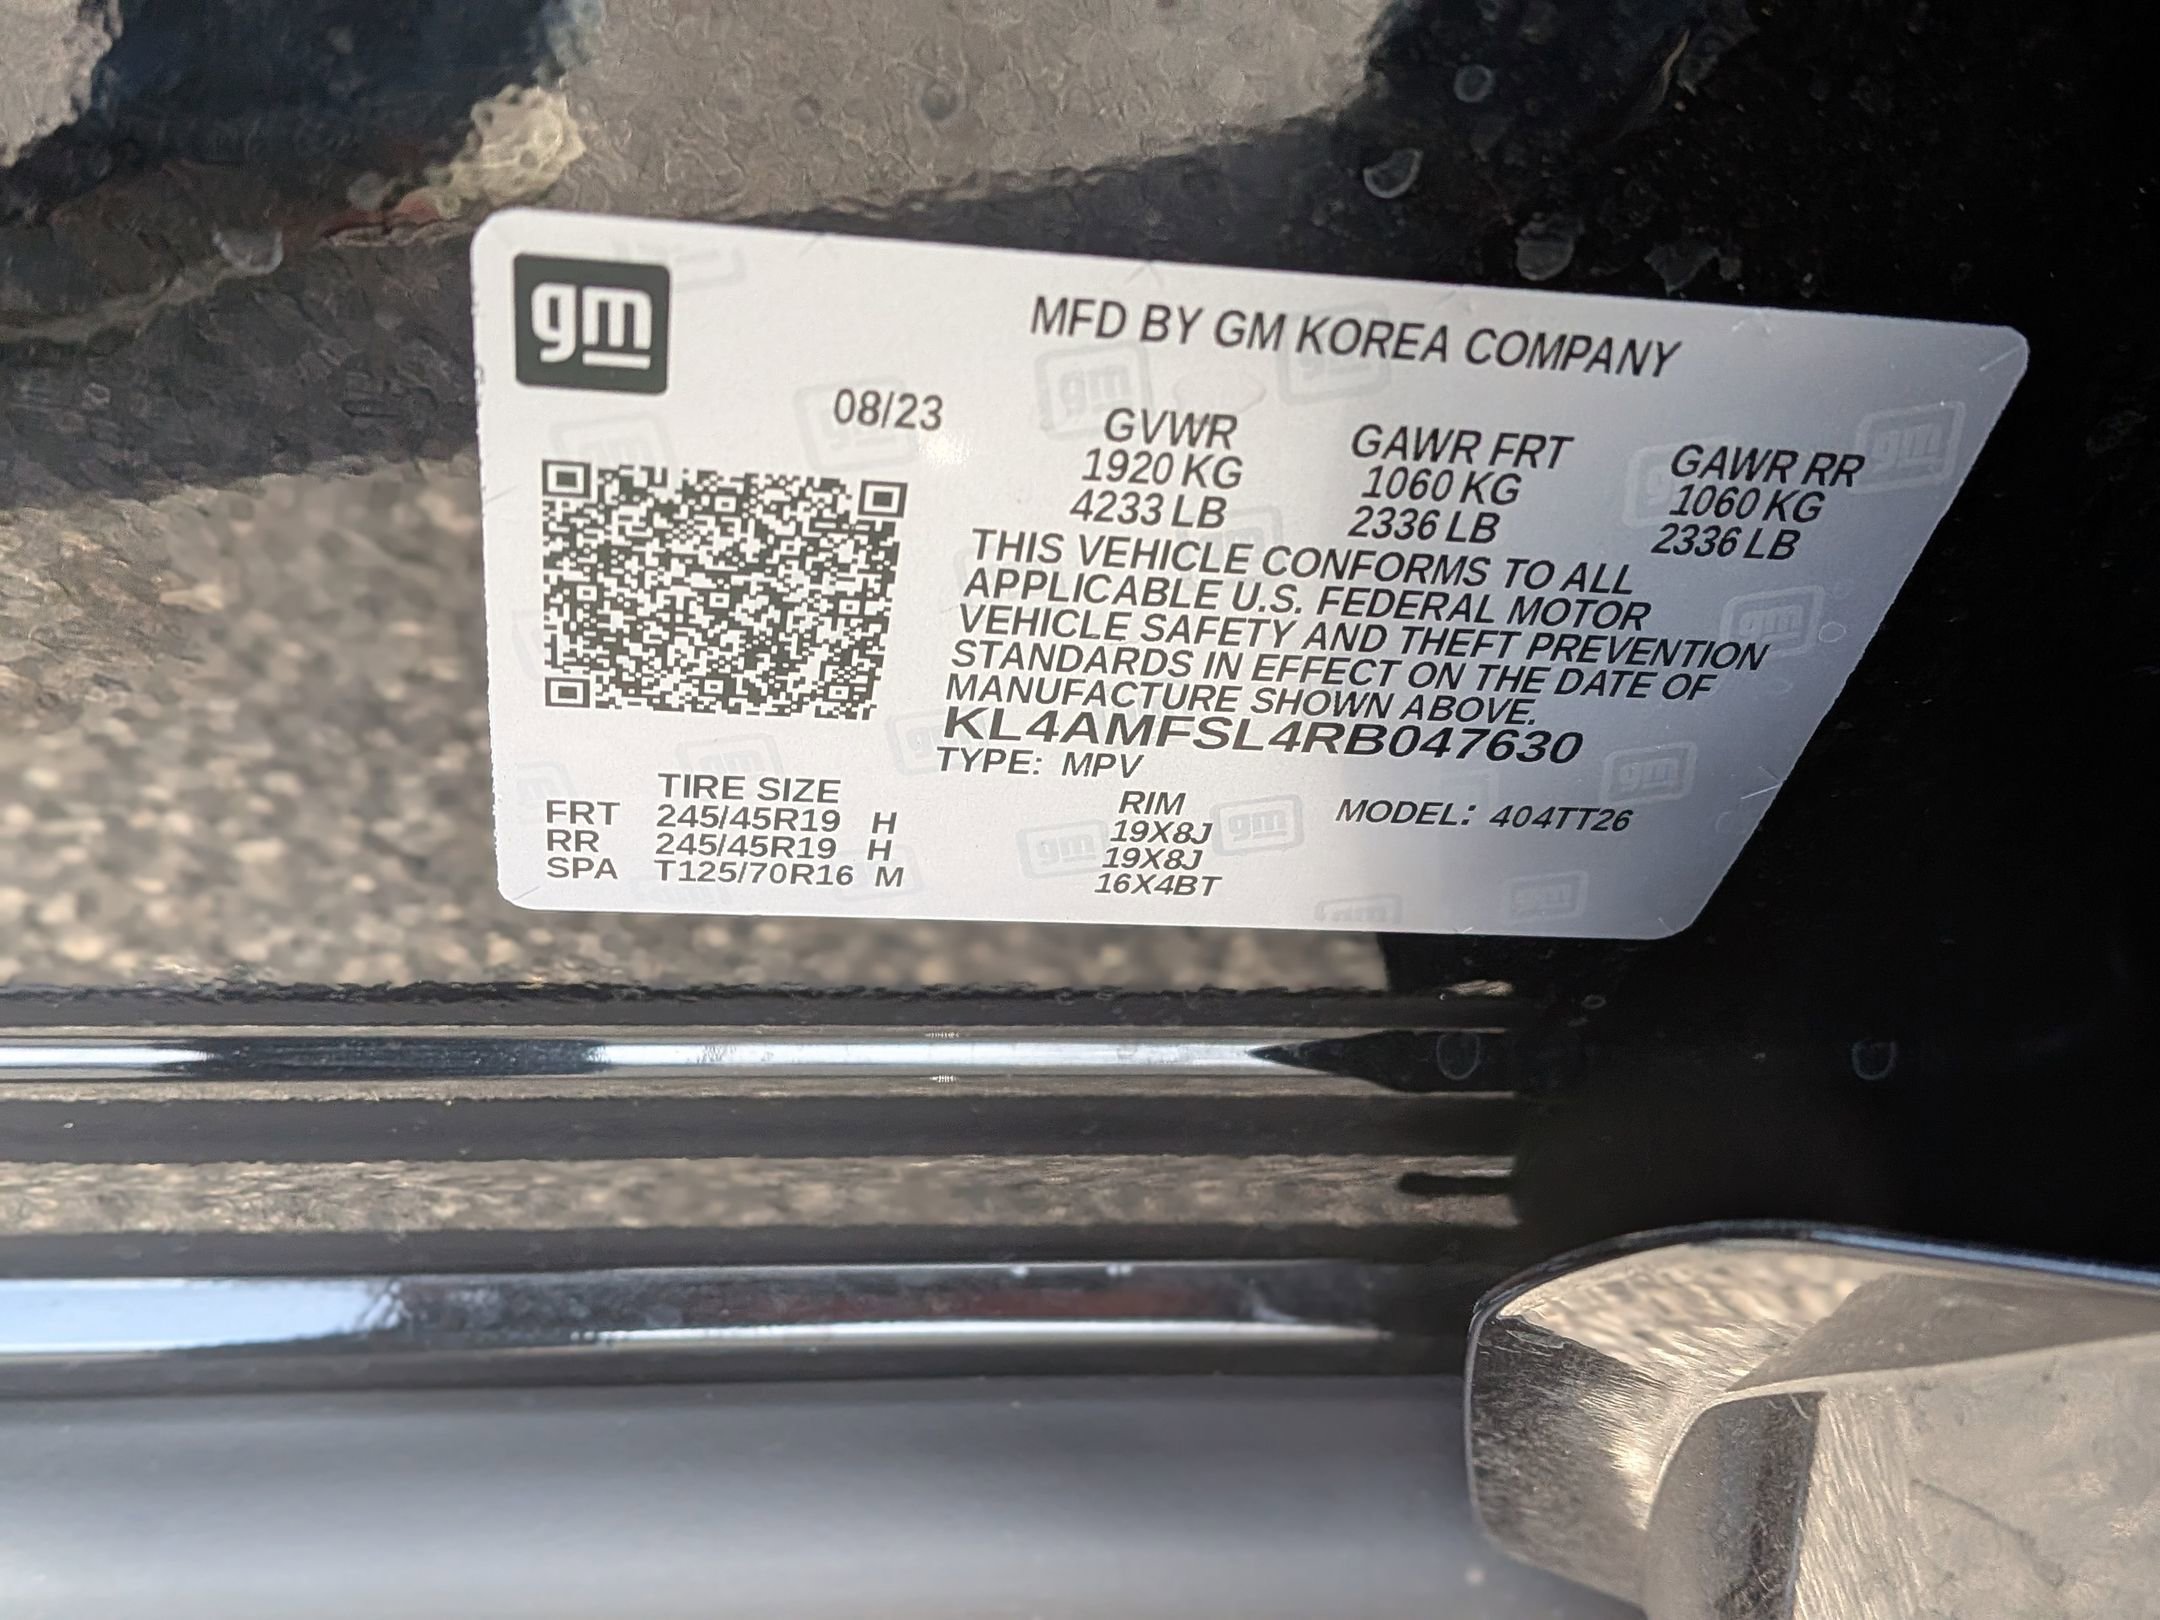 gm
MFD BY GM KOREA COMPANY
08/23
GVWR GAWR FRT GAWR RR
1920 KG 1060 KG 1060 KG
4233 LB 2336 LB 2336 LB
THIS VEHICLE CONFORMS TO ALL
APPLICABLE U.S. FEDERAL MOTOR
VEHICLE SAFETY AND THEFT PREVENTION
STANDARDS IN EFFECT ON THE DATE OF
MANUFACTURE SHOWN ABOVE.
KL4AMFSL4RB047630
TYPE: MPV
TIRE SIZE RIM MODEL: 404TT26
FRT 245/45R19 H 19X8J
RR 245/45R19 H 19X8J
SPA T125/70R16 M 16X4BT